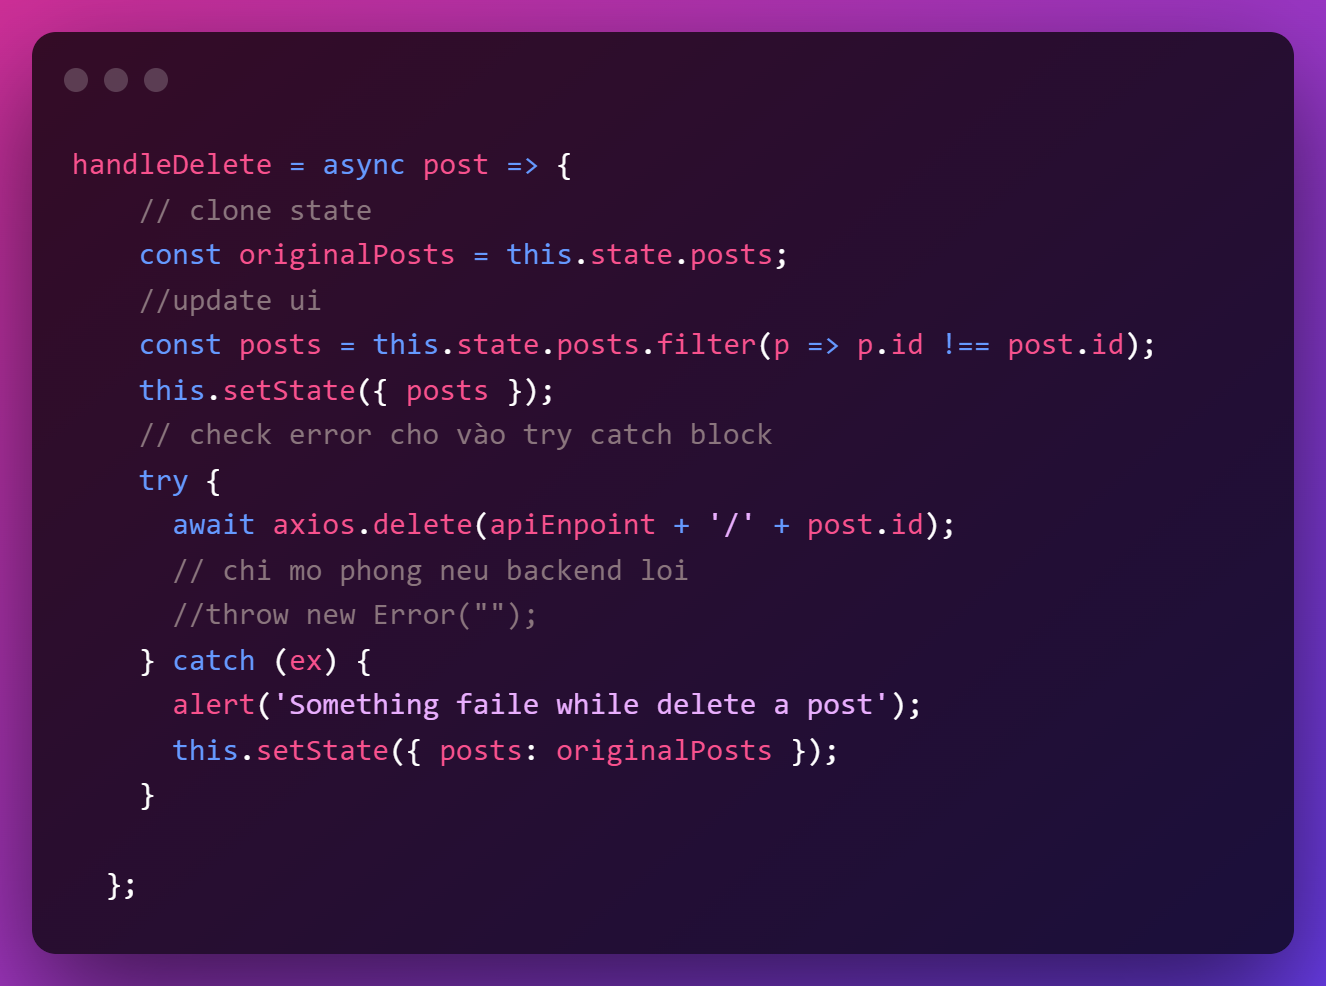 handleDelete = async post => {
    // clone state
    const originalPosts = this.state.posts;
    //update ui
    const posts = this.state.posts.filter(p => p.id !== post.id);
    this.setState({ posts });
    // check error cho vào try catch block
    try {
      await axios.delete(apiEnpoint + '/' + post.id);
      // chi mo phong neu backend loi
      //throw new Error("");
    } catch (ex) {
      alert('Something faile while delete a post');
      this.setState({ posts: originalPosts });
    }
  };